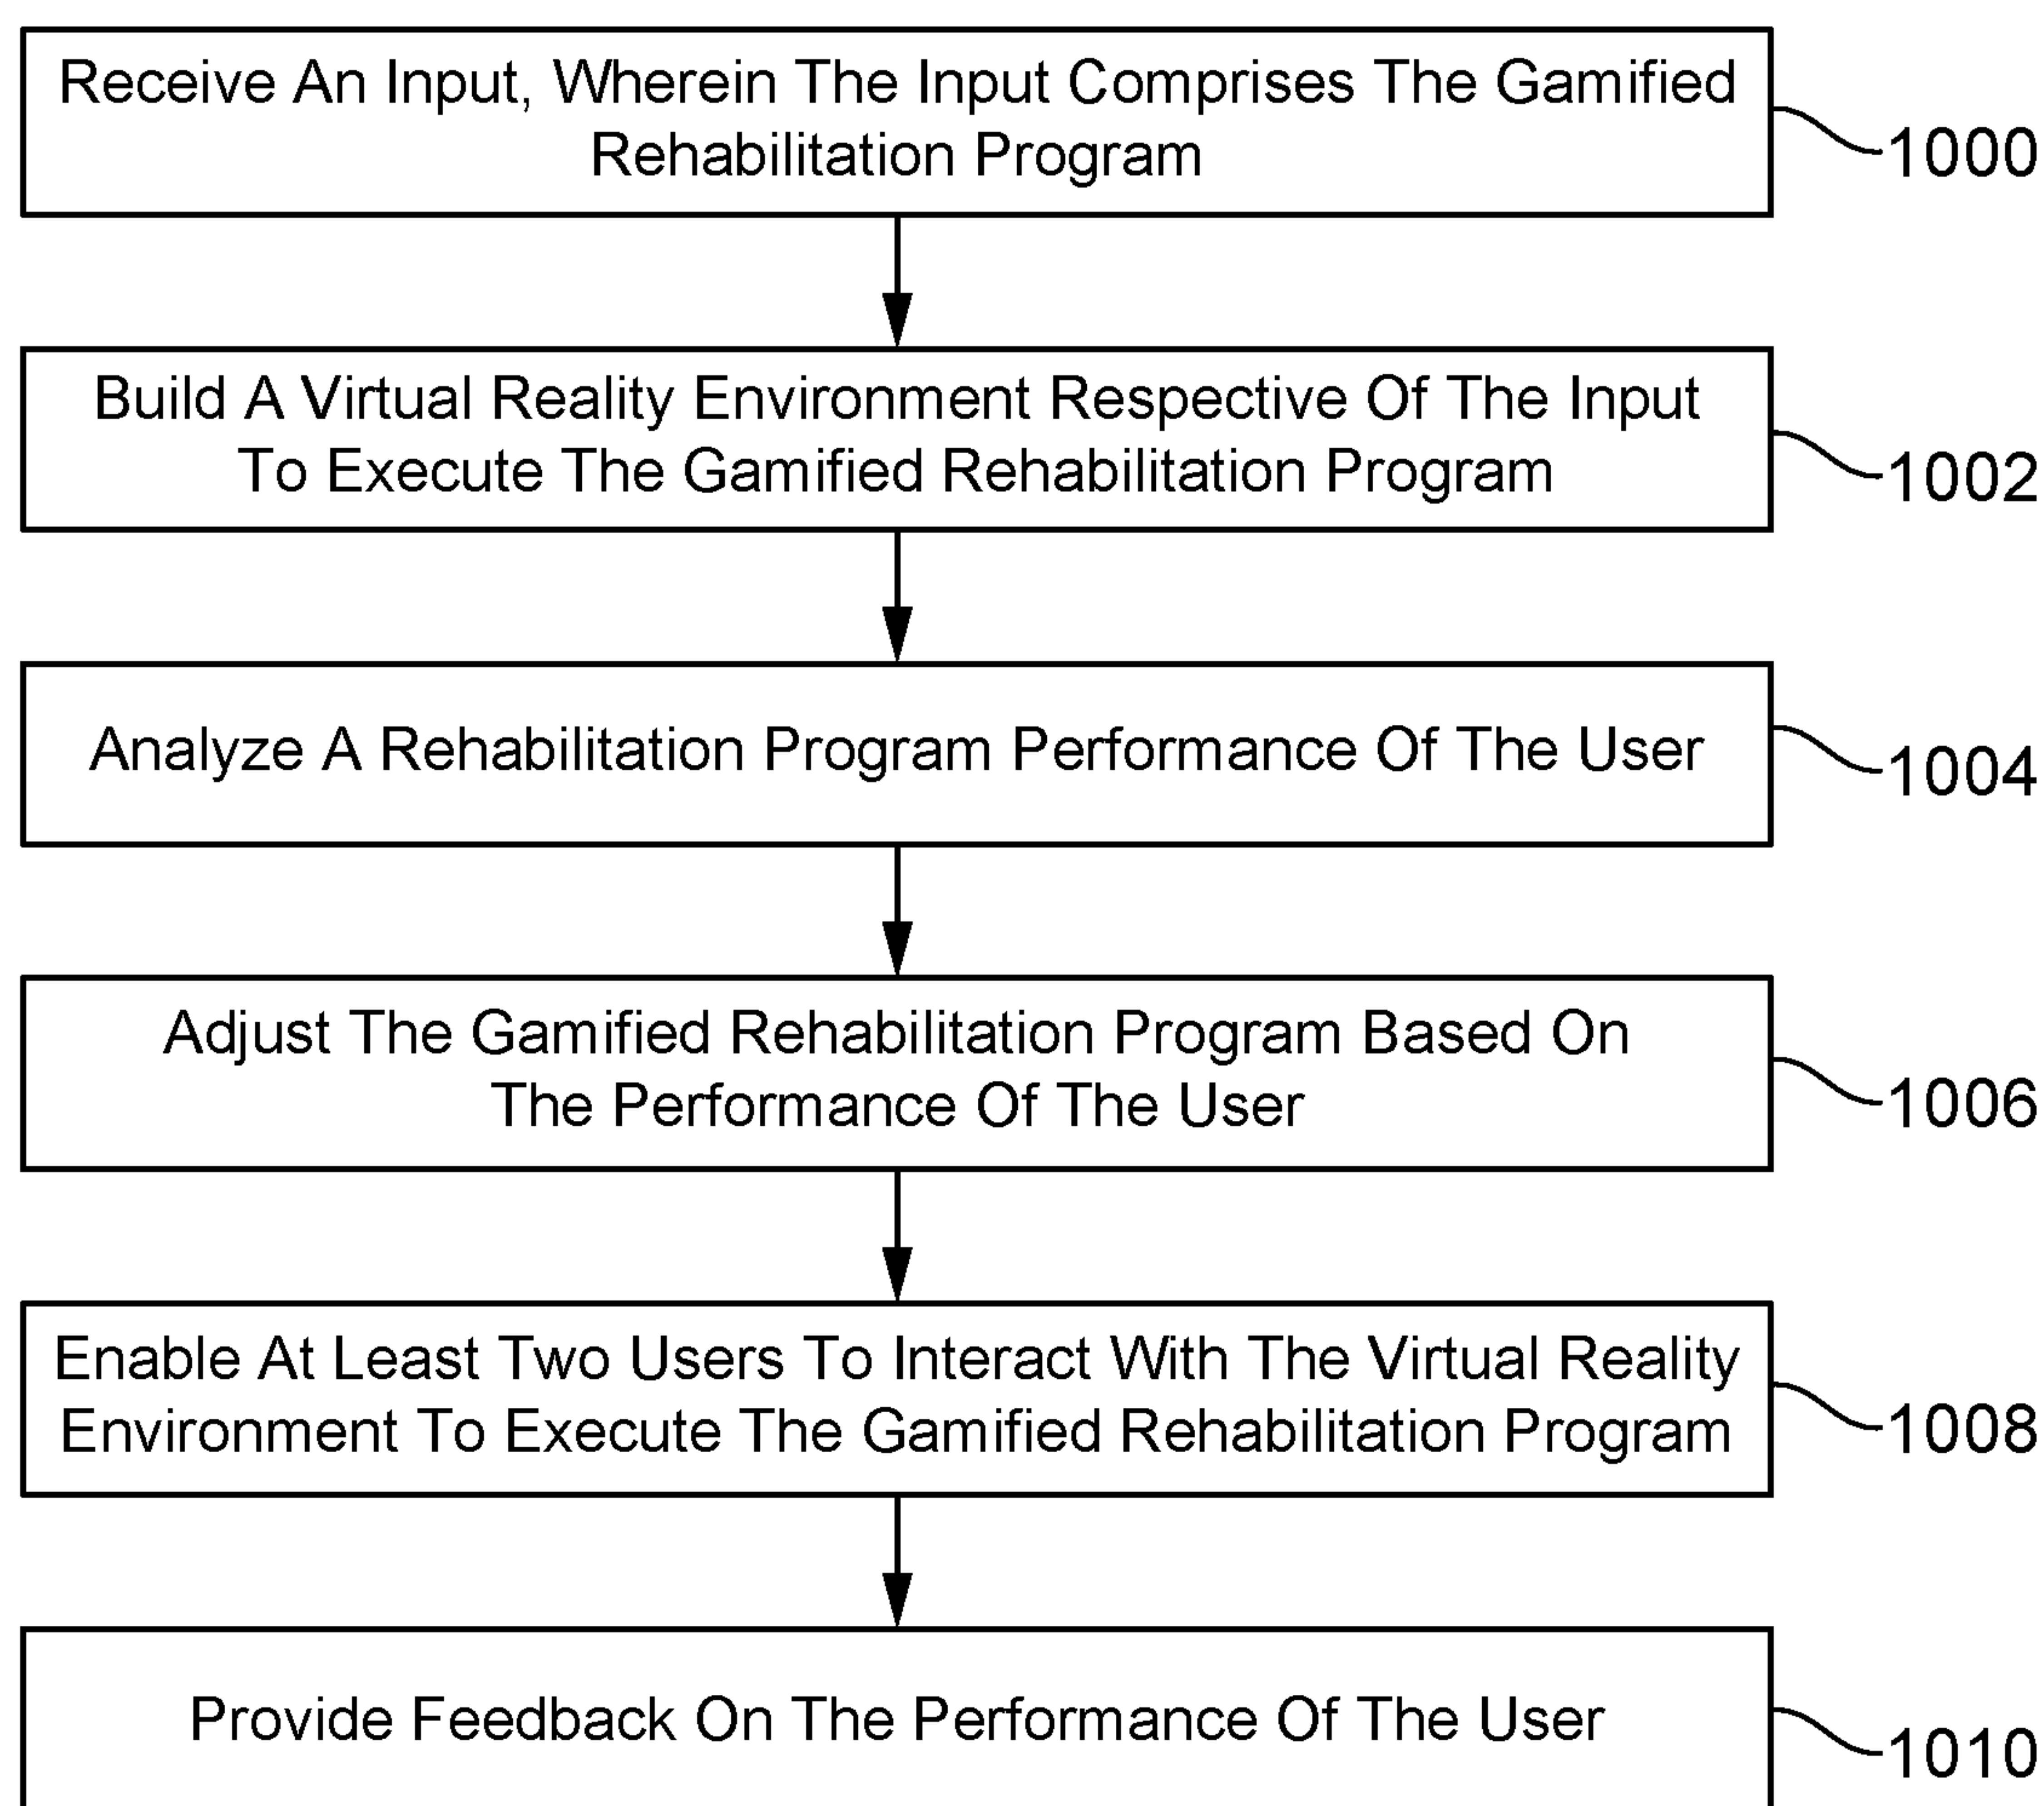 Receive An Input, Wherein The Input Comprises The Gamified
Rehabilitation Program
1000
Build A Virtual Reality Environment Respective Of The Input
To Execute The Gamified Rehabilitation Program
1002
Analyze A Rehabilitation Program Performance Of The User
1004
Adjust The Gamified Rehabilitation Program Based On
The Performance Of The User
1006
Enable At Least Two Users To Interact With The Virtual Reality
Environment To Execute The Gamified Rehabilitation Program
1008
Provide Feedback On The Performance Of The User
1010